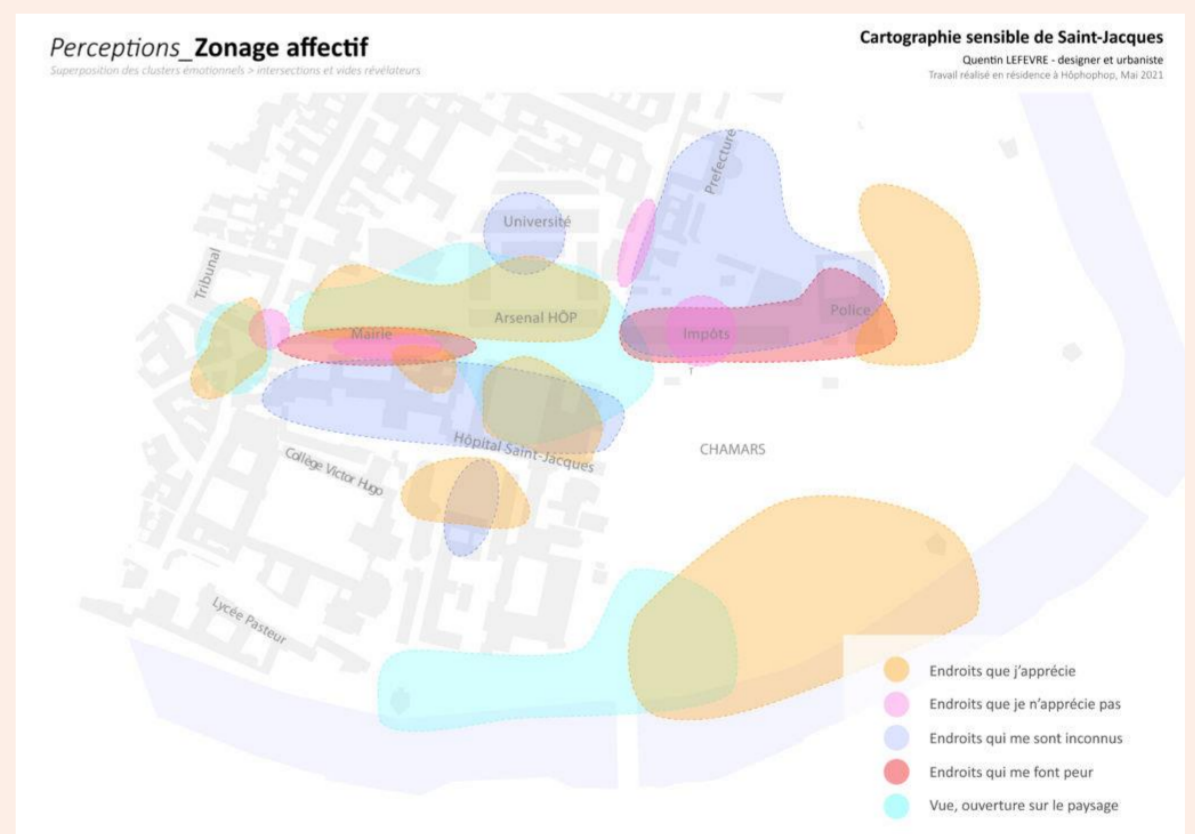 Perceptions_Zonage affectif
Superposition des clusters émotionnels > intersections et vides révélateurs
Cartographie sensible de Saint-Jacques
Quentin LEFEVRE - designer et urbaniste
Travail réalisé en résidence à Hôphophop, Mai 2021
Prefecture
Université
Tribunal
Arsenal HÔP
Police
Mairie
Impôts
T
Hôpital Saint-Jacques
CHAMARS
Collège Victor Hugo
Lycée Pasteur
Endroits que j'apprécie
Endroits que je n'apprécie pas
Endroits qui me sont inconnus
Endroits qui me font peur
Vue, ouverture sur le paysage